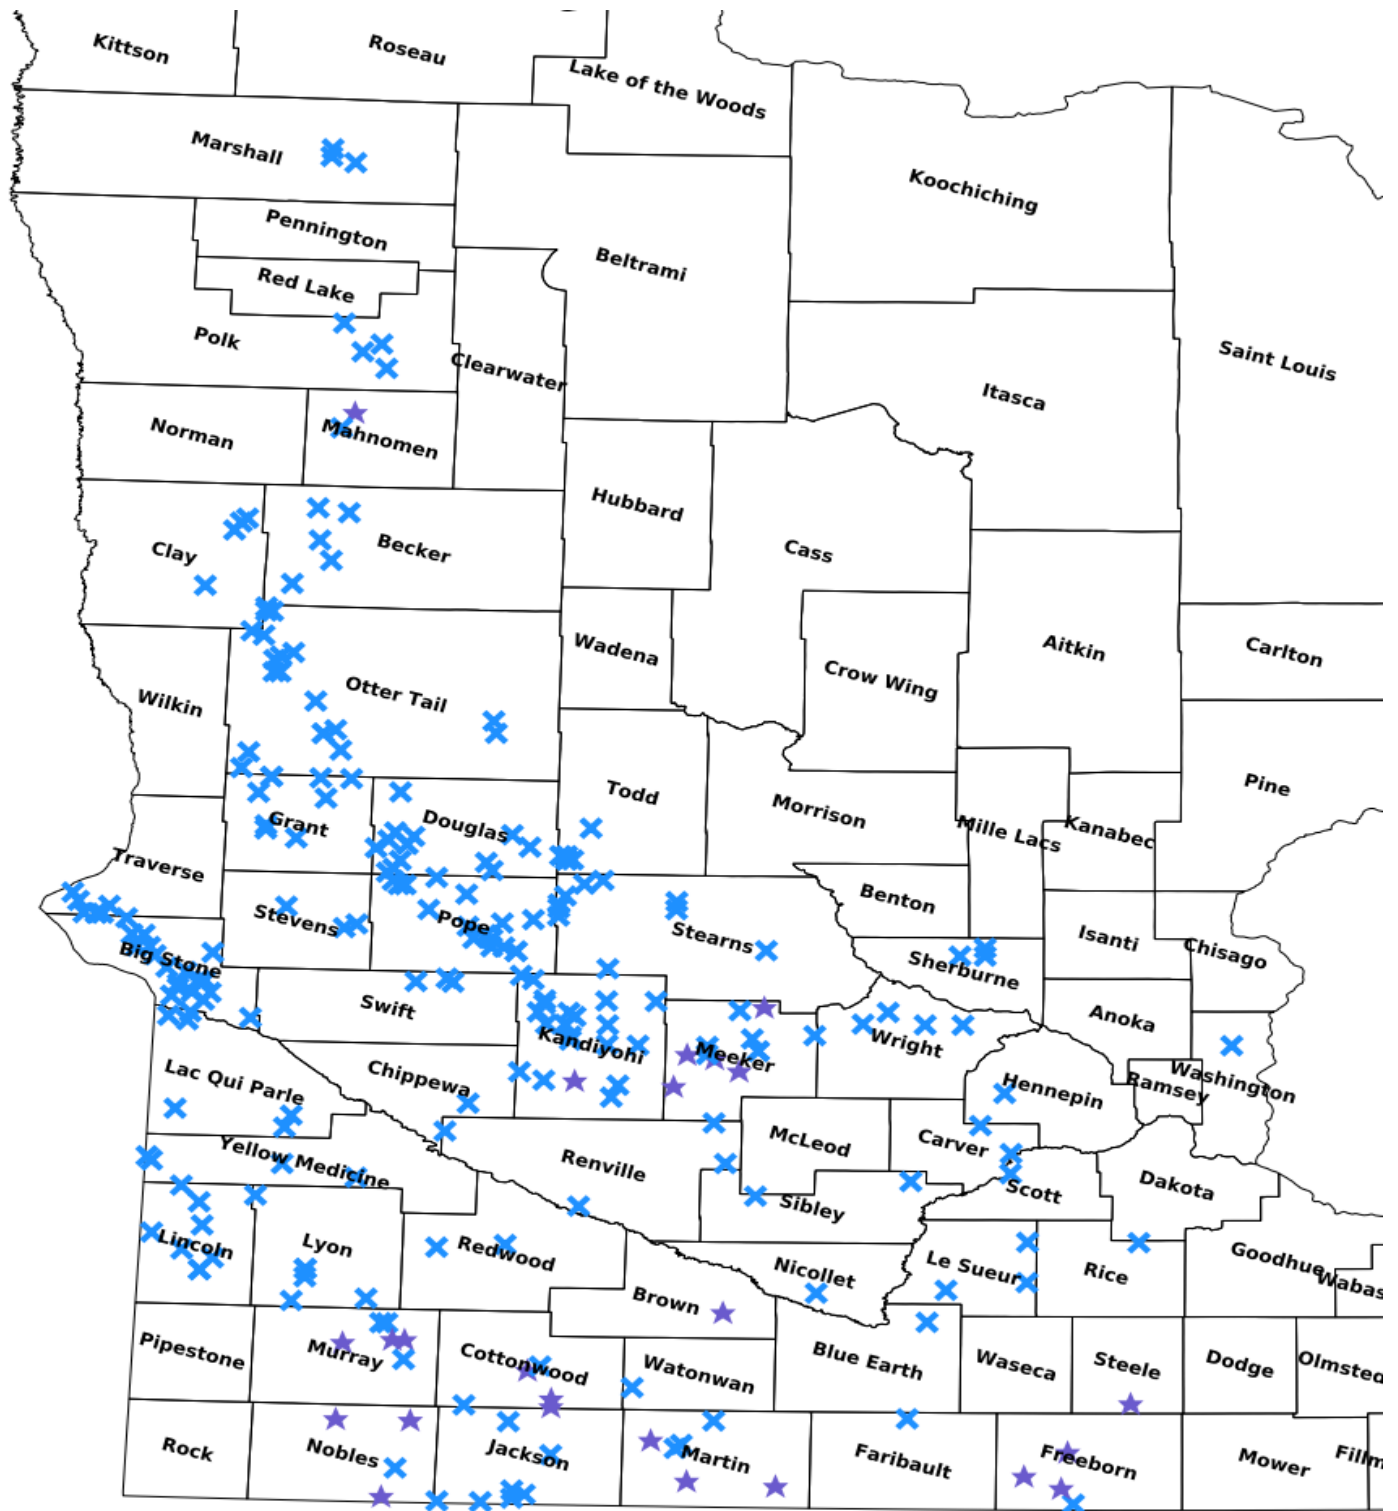 Kittson
Roseau
Lake of the Woods
Marshall
Koochiching
Pennington
Beltrami
Red Lake
Polk
Clearwater
Saint Louis
Itasca
Norman
Mahnomen
Hubbard
Clay
Becker
Cass
Wadena
Aitkin
Carlton
Crow Wing
Wilkin
Otter Tail
Todd
Morrison
Pine
Grant
Douglas
Mille Lacs
Kanabec
Traverse
Benton
Stevens
Pope
Stearns
Isanti
Chisago
Big Stone
Sherburne
Swift
Anoka
Kandiyohi
Meeker
Wright
Lac Qui Parle
Chippewa
Hennepin
Ramsey
Washington
McLeod
Carver
Yellow Medicine
Renville
Scott
Dakota
Sibley
Lincoln
Lyon
Redwood
Nicollet
Le Sueur
Rice
Goodhue
Wabas
Brown
Pipestone
Murray
Cottonwood
Watonwan
Blue Earth
Waseca
Steele
Dodge
Olmsted
Rock
Nobles
Jackson
Martin
Faribault
Freeborn
Mower
Fillm